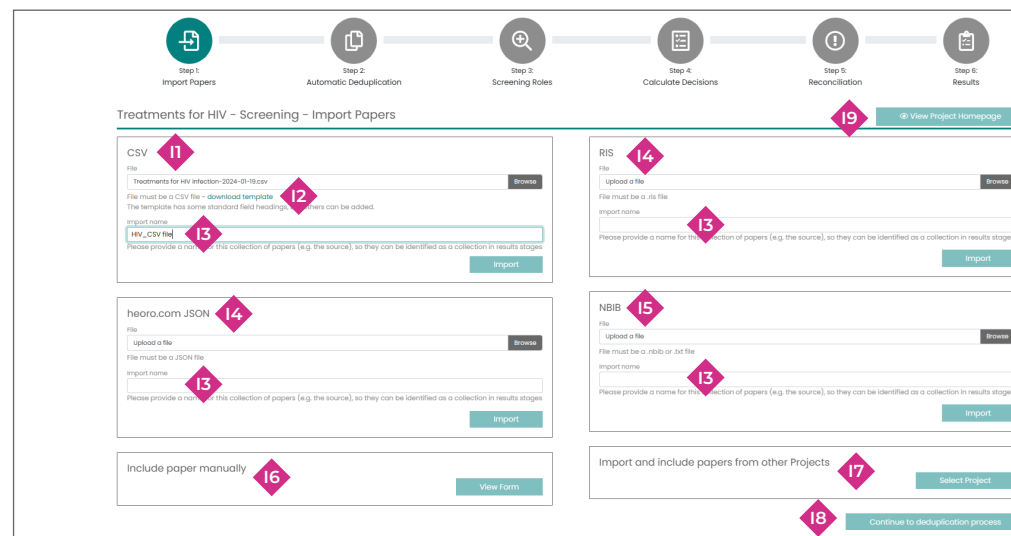 Step 1:
Import Papers
Step 2:
Automatic Deduplication
Step 3:
Screening Roles
Step 4:
Calculate Decisions
Step 5:
Reconciliation
Step 6:
Results
Treatments for HIV - Screening - Import Papers
I9
View Project Homepage
CSV
I1
File
Treatments for HIV Infection-2024-01-19.csv
Browse
File must be a CSV file - download template
I2
The template has some standard field headings, others can be added.
Import name
HIV_CSV file
I3
Please provide a name for this collection of papers (e.g. the source), so they can be identified as a collection in results stages
Import
RIS
I4
File
Upload a file
Browse
File must be a .ris file
Import name
I3
Please provide a name for this collection of papers (e.g. the source), so they can be identified as a collection in results stage
Import
heoro.com JSON
I4
File
Upload a file
Browse
File must be a JSON file
Import name
I3
Please provide a name for this collection of papers (e.g. the source), so they can be identified as a collection in results stages
Import
NBIB
I5
File
Upload a file
Browse
File must be a .nbib or .txt file
Import name
I3
Please provide a name for this collection of papers (e.g. the source), so they can be identified as a collection in results stage
Import
Include paper manually
I6
View Form
Import and include papers from other Projects
I7
Select Project
I8
Continue to deduplication process